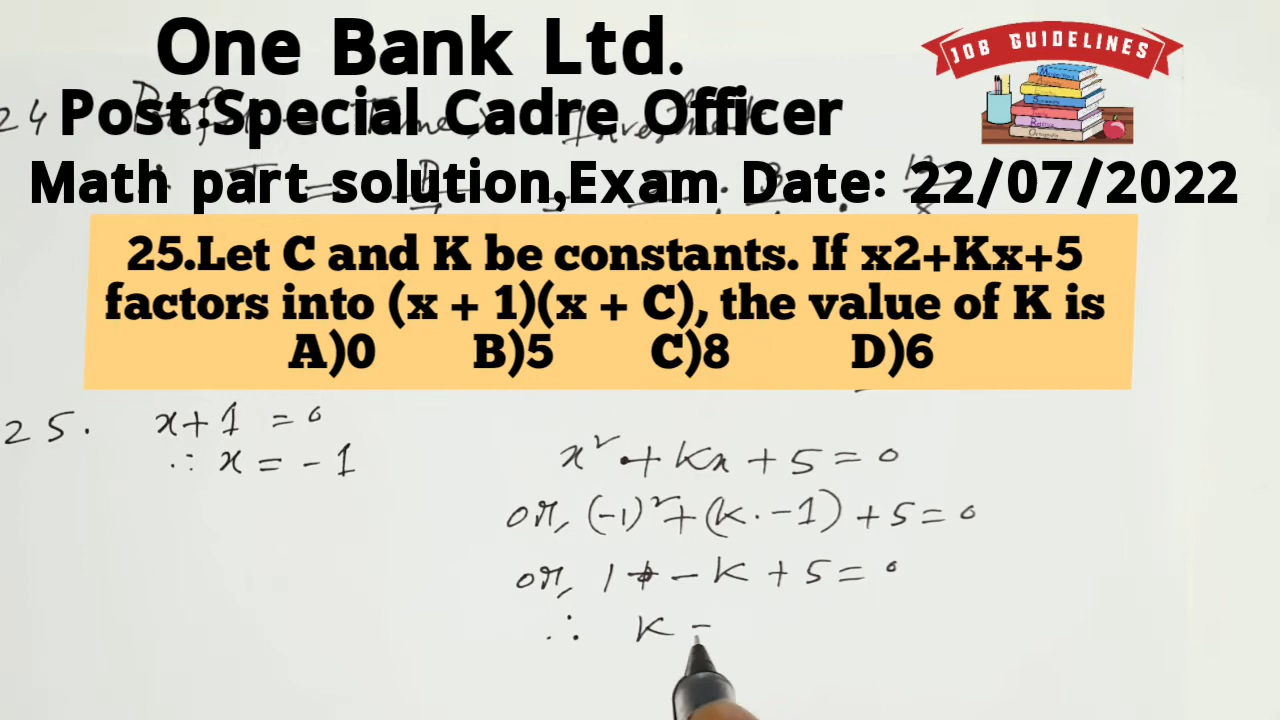 One Bank Ltd.
JOB GUIDELINES
24
Post:Special Cadre Officer
Math part solution,Exam Date: 22/07/2022
25.Let C and K be constants. If x2+Kx+5
factors into (x + 1)(x + C), the value of K is
A)0 B)5 C)8 D)6
25. x+1 = 0
∴ x = -1
x² + Kx + 5 = 0
or, (-1)² + (K. -1) + 5 = 0
or, 1 + - K + 5 = 0
∴ K =